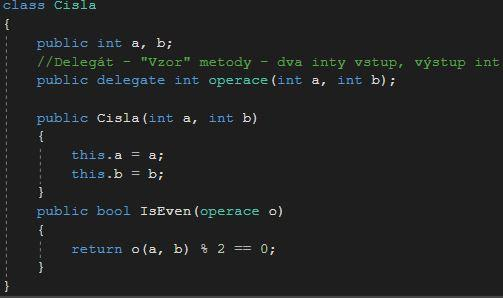 class Cisla
{
public int a, b;
//Delegát - "Vzor" metody - dva inty vstup, výstup int
public delegate int operace(int a, int b);
public Cisla(int a, int b)
{
this.a = a;
this.b = b;
}
public bool IsEven(operace o)
{
return o(a, b) % 2 == 0;
}
}